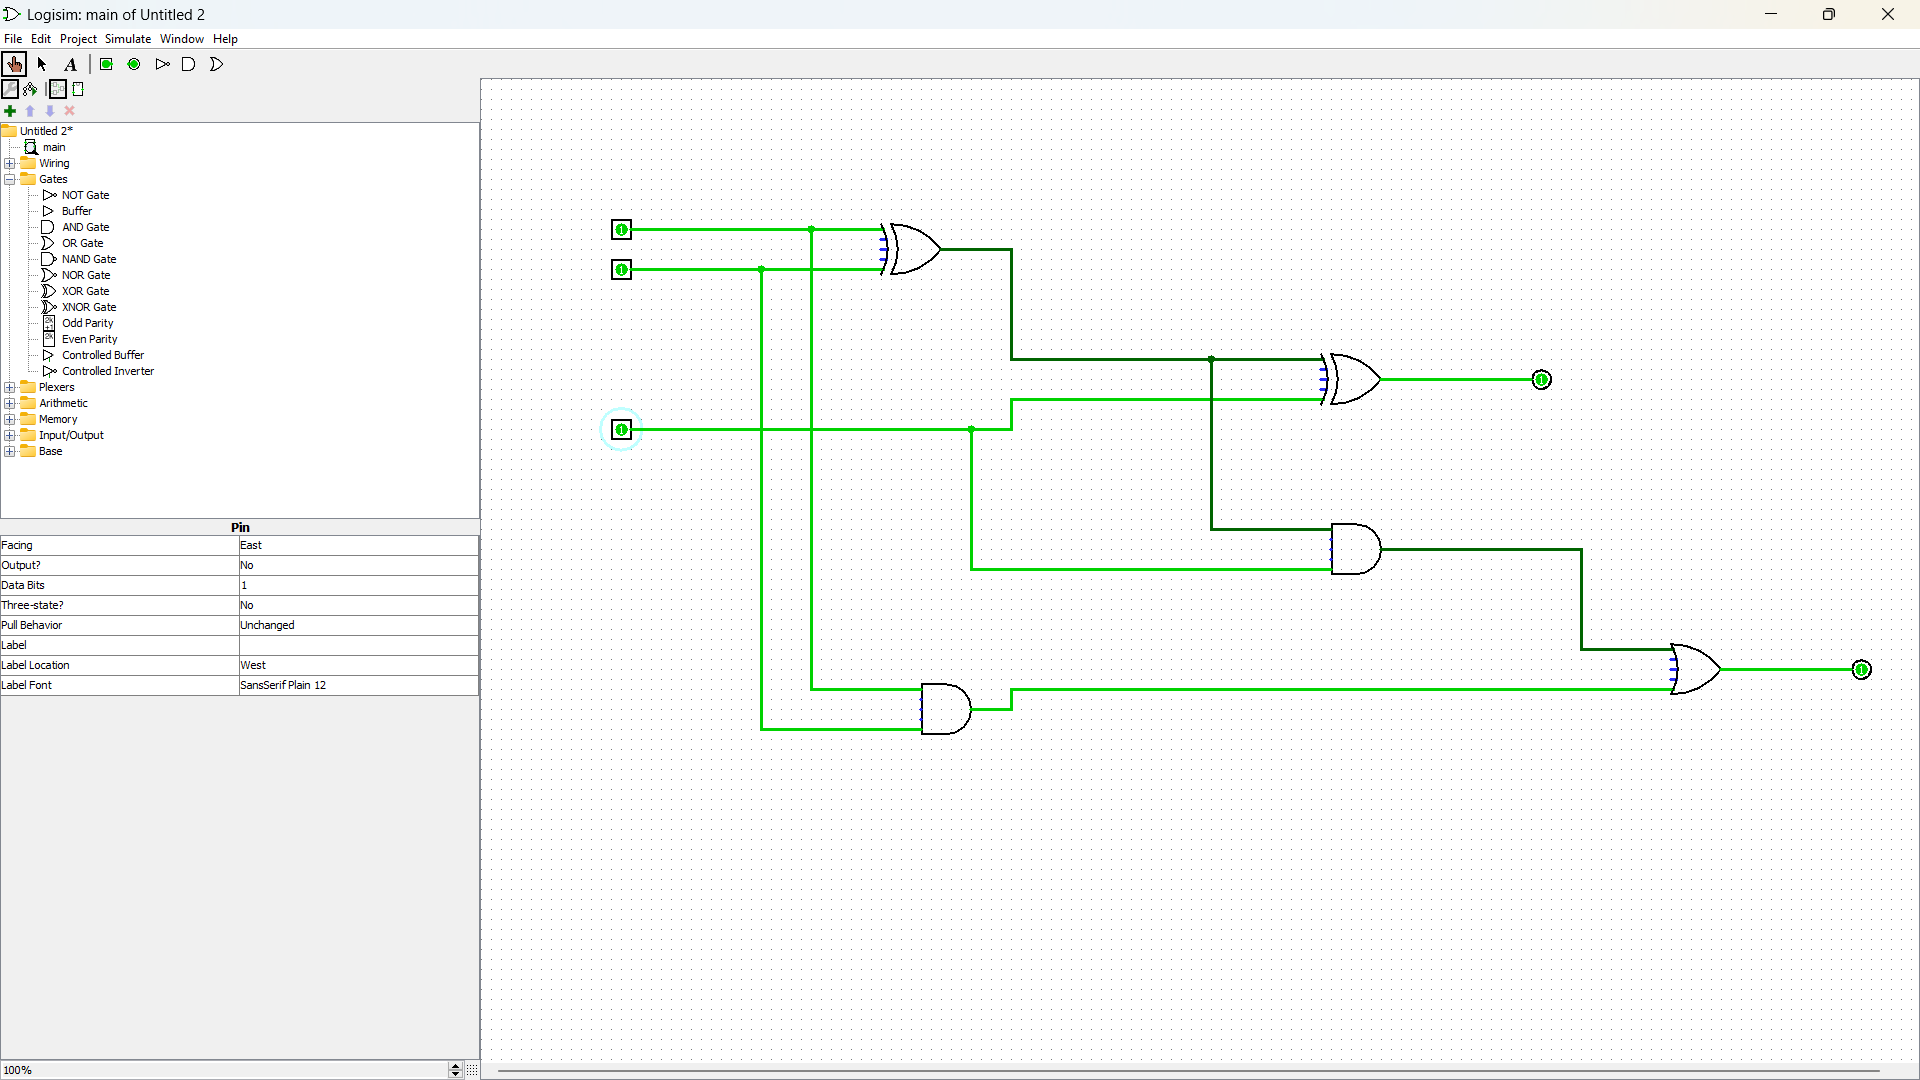 Logisim: main of Untitled 2
File Edit Project Simulate Window Help
A
Untitled 2*
main
Wiring
Gates
NOT Gate
Buffer
AND Gate
OR Gate
NAND Gate
NOR Gate
XOR Gate
XNOR Gate
2k+1 Odd Parity
2k Even Parity
Controlled Buffer
Controlled Inverter
Plexers
Arithmetic
Memory
Input/Output
Base
Pin
Facing East
Output? No
Data Bits 1
Three-state? No
Pull Behavior Unchanged
Label
Label Location West
Label Font SansSerif Plain 12
100%
1
1
1
1
1